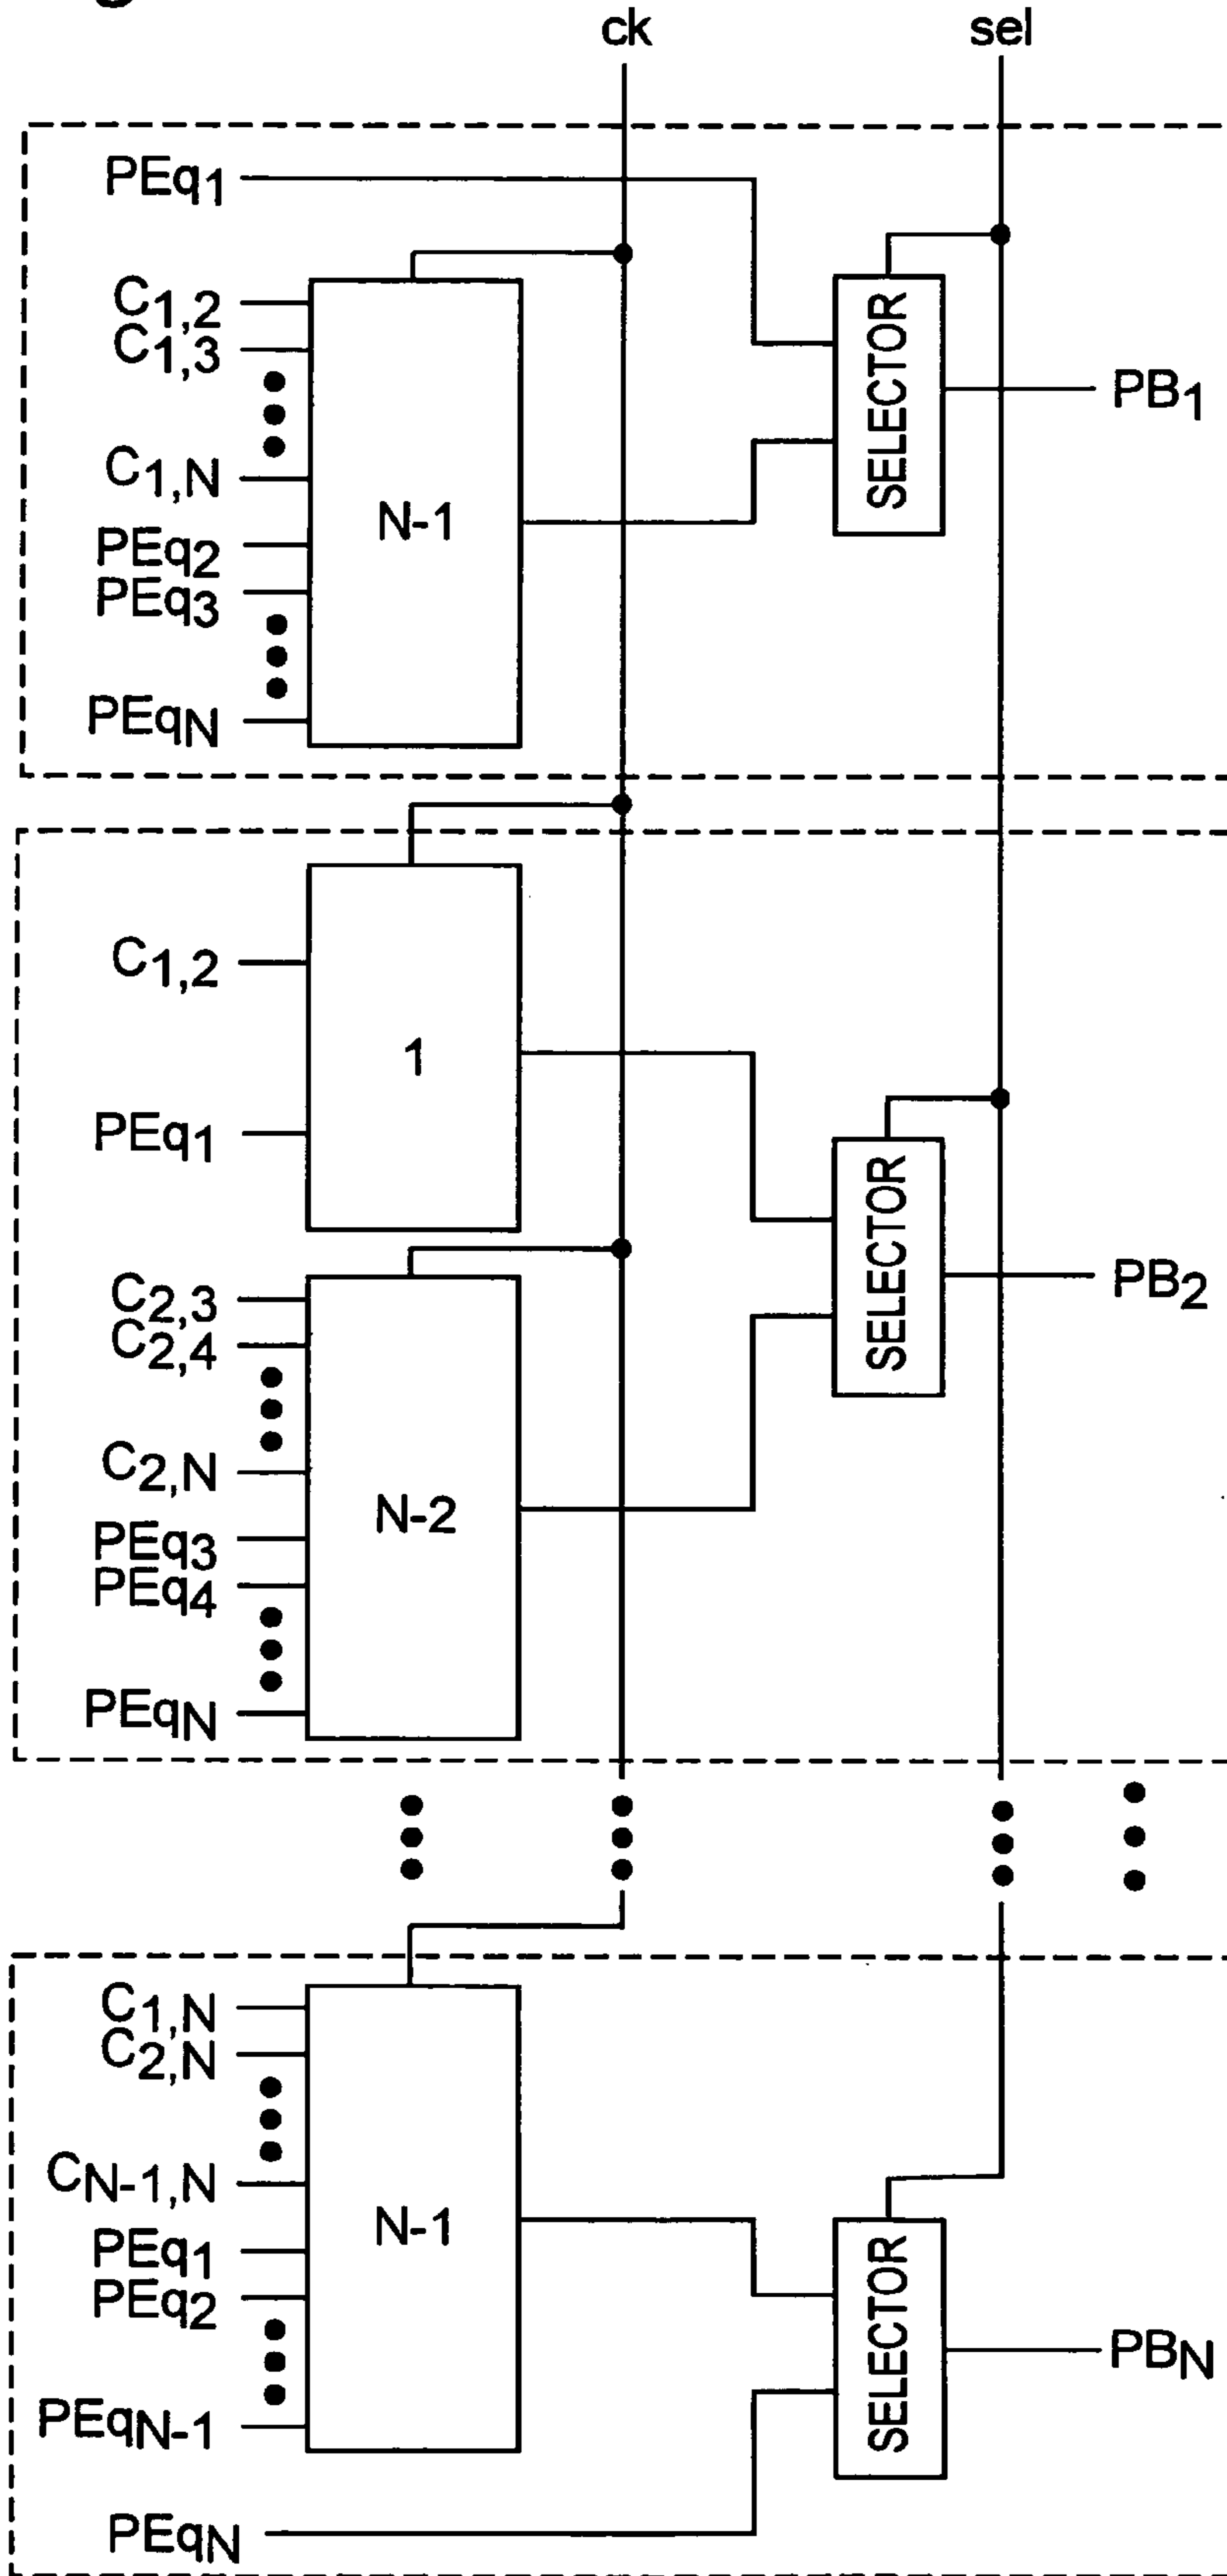 ck sel
PEq1
C1,2
C1,3
C1,N
PEq2
PEq3
PEqN
N-1
SELECTOR
PB1
C1,2
PEq1
1
C2,3
C2,4
C2,N
PEq3
PEq4
PEqN
N-2
SELECTOR
PB2
C1,N
C2,N
CN-1,N
PEq1
PEq2
PEqN-1
N-1
PEqN
SELECTOR
PBN